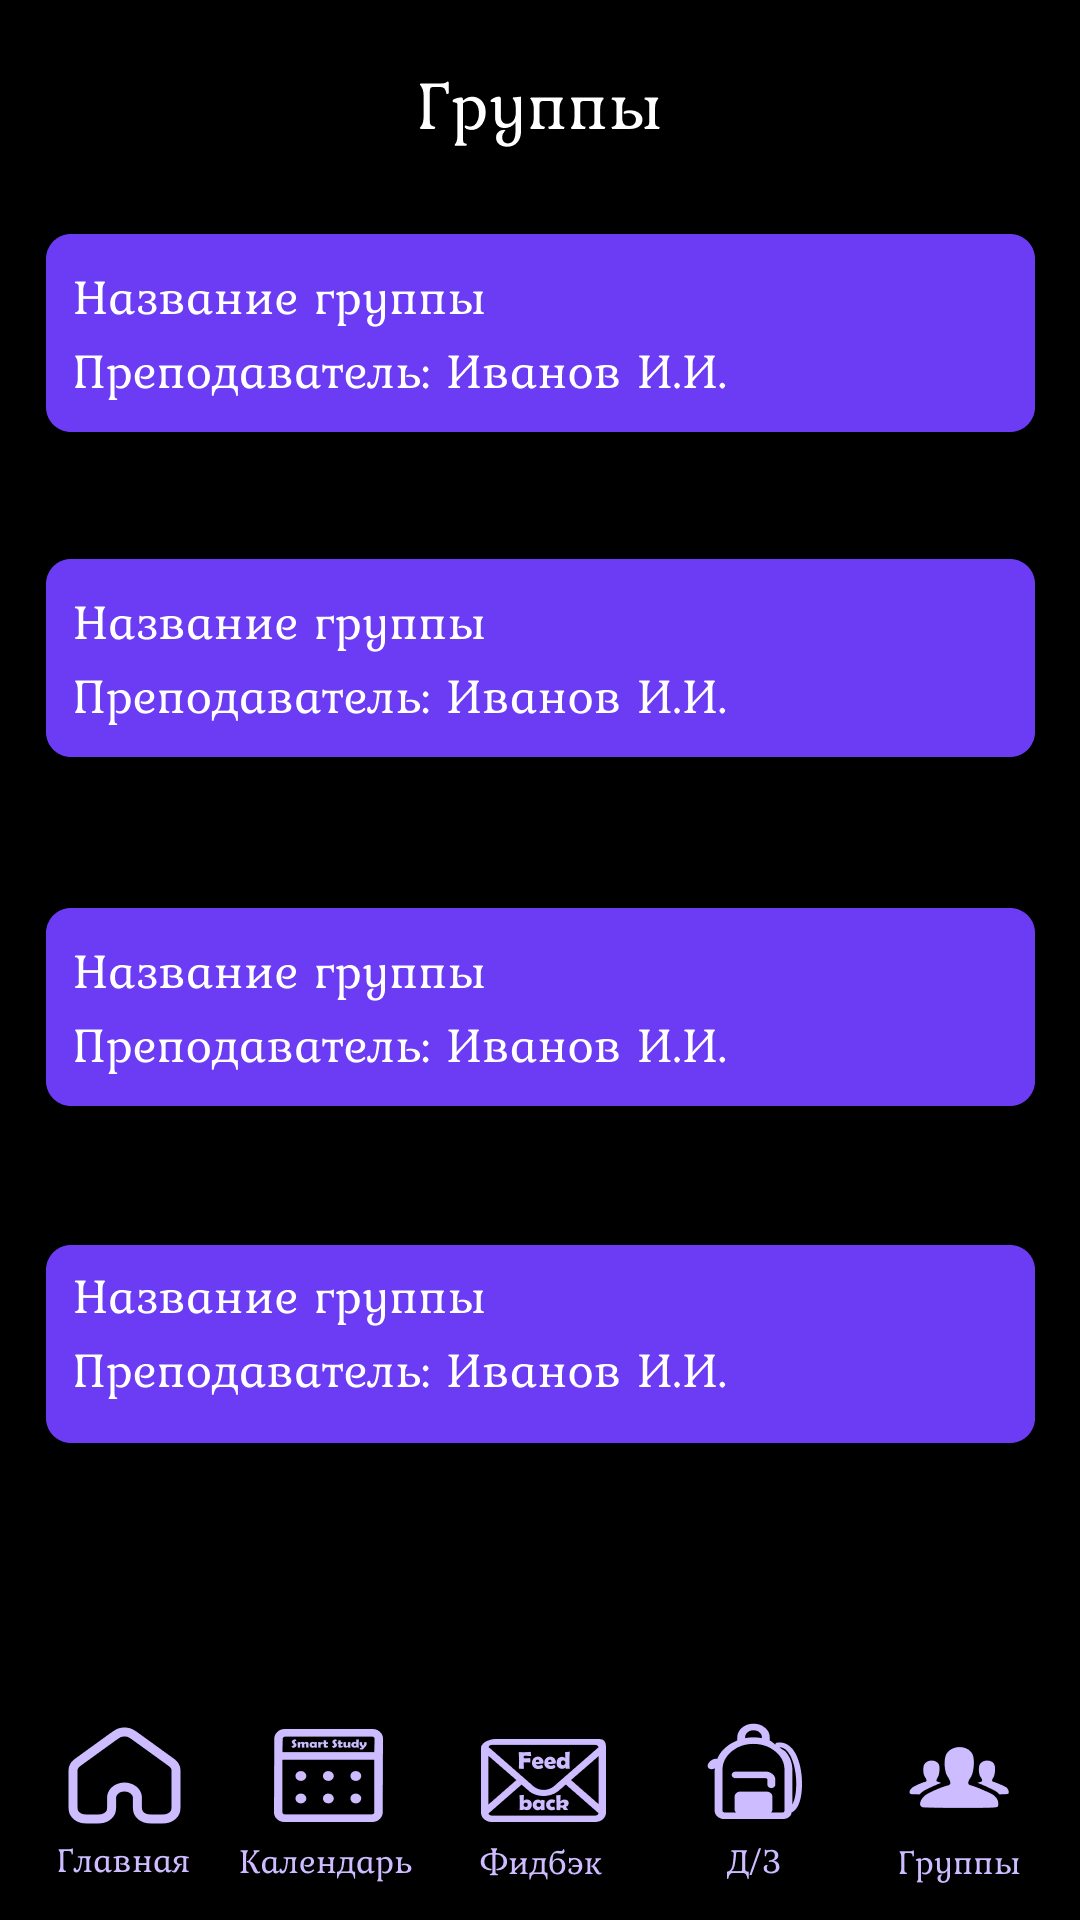 Группы
Название группы
Преподаватель: Иванов И.И.
Название группы
Преподаватель: Иванов И.И.
Название группы
Преподаватель: Иванов И.И.
Название группы
Преподаватель: Иванов И.И.
Smart Study
Feed
back
Главная
Календарь
Фидбэк
Д/З
Группы